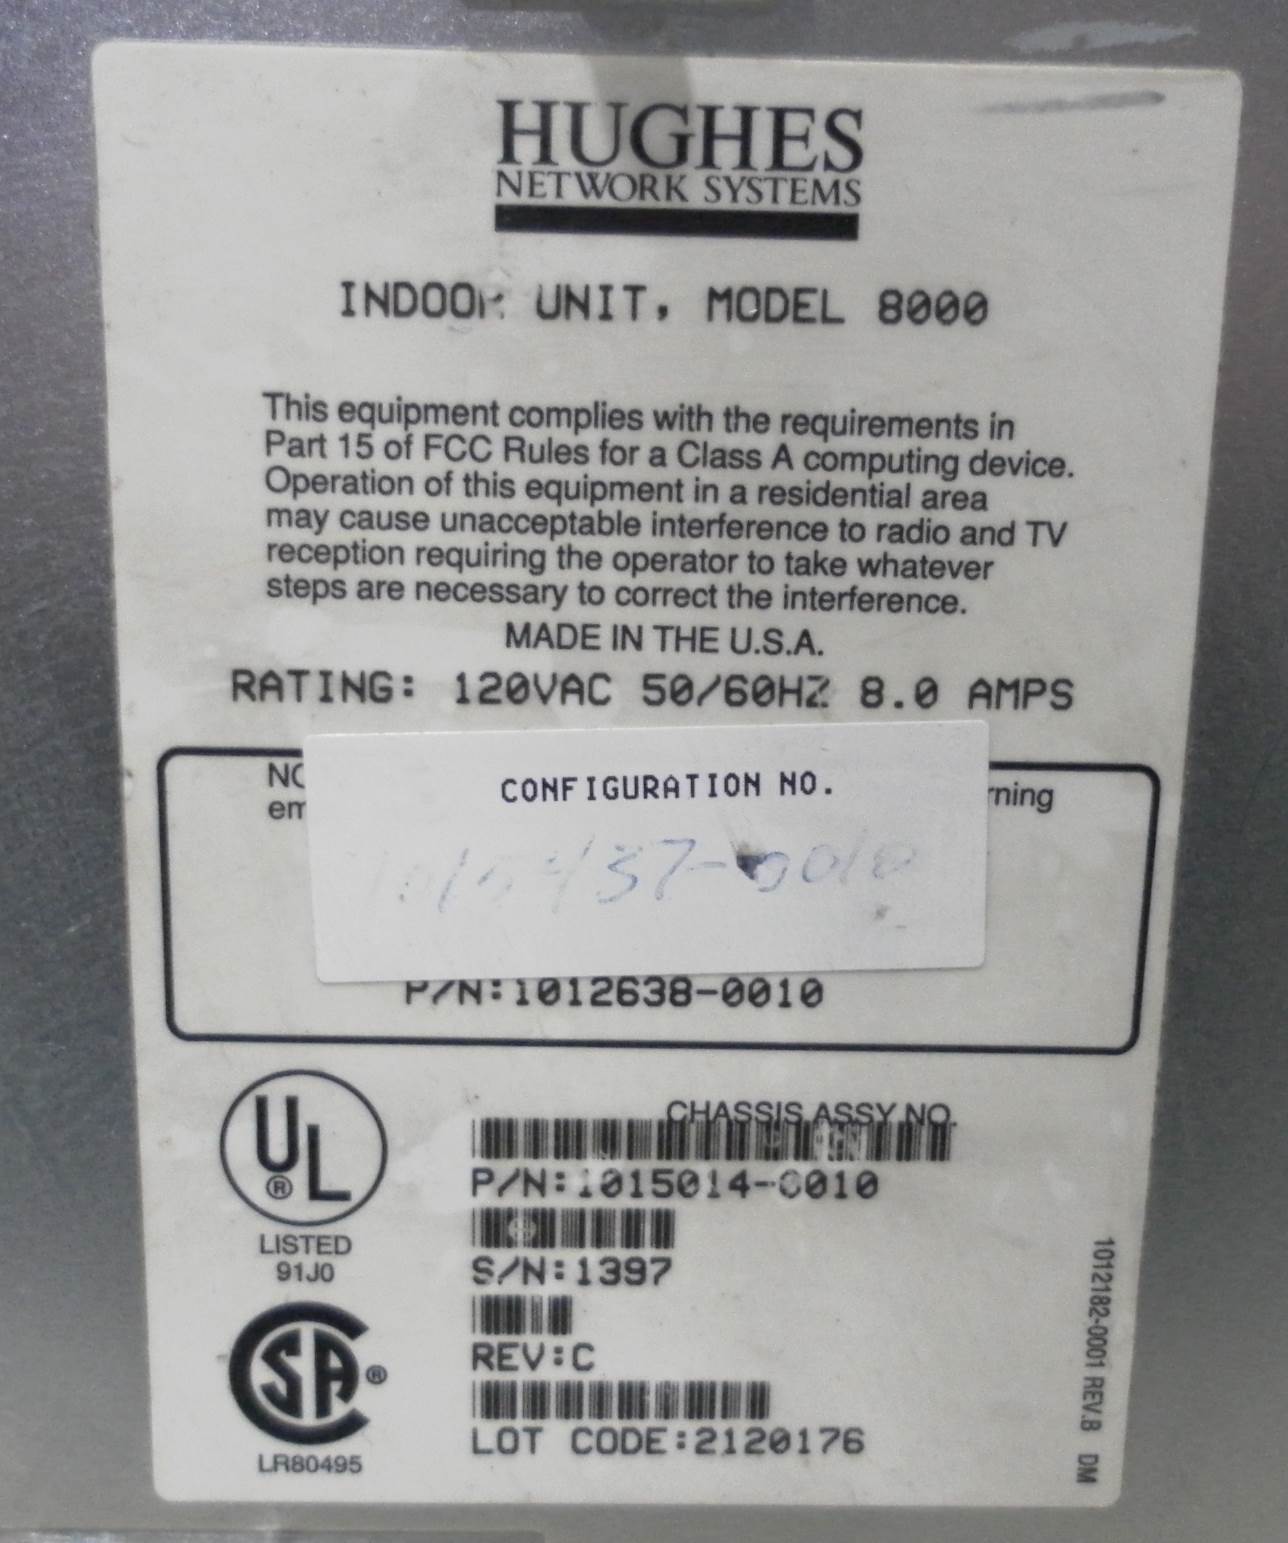 HUGHES
NETWORK SYSTEMS
INDOOR UNIT, MODEL 8000
This equipment complies with the requirements in
Part 15 of FCC Rules for a Class A computing device.
Operation of this equipment in a residential area
may cause unacceptable interference to radio and TV
reception requiring the operator to take whatever
steps are necessary to correct the interference.
MADE IN THE U.S.A.
RATING: 120VAC 50/60HZ 8.0 AMPS
CONFIGURATION NO.
P/N:1012638-0010
CHASSIS ASSY NO.
P/N:1015014-0010
S/N:1397
REV:C
LOT CODE:2120176
UL ®
LISTED
91J0
CSA ®
LR80495
1012182-0001 REV.B DM